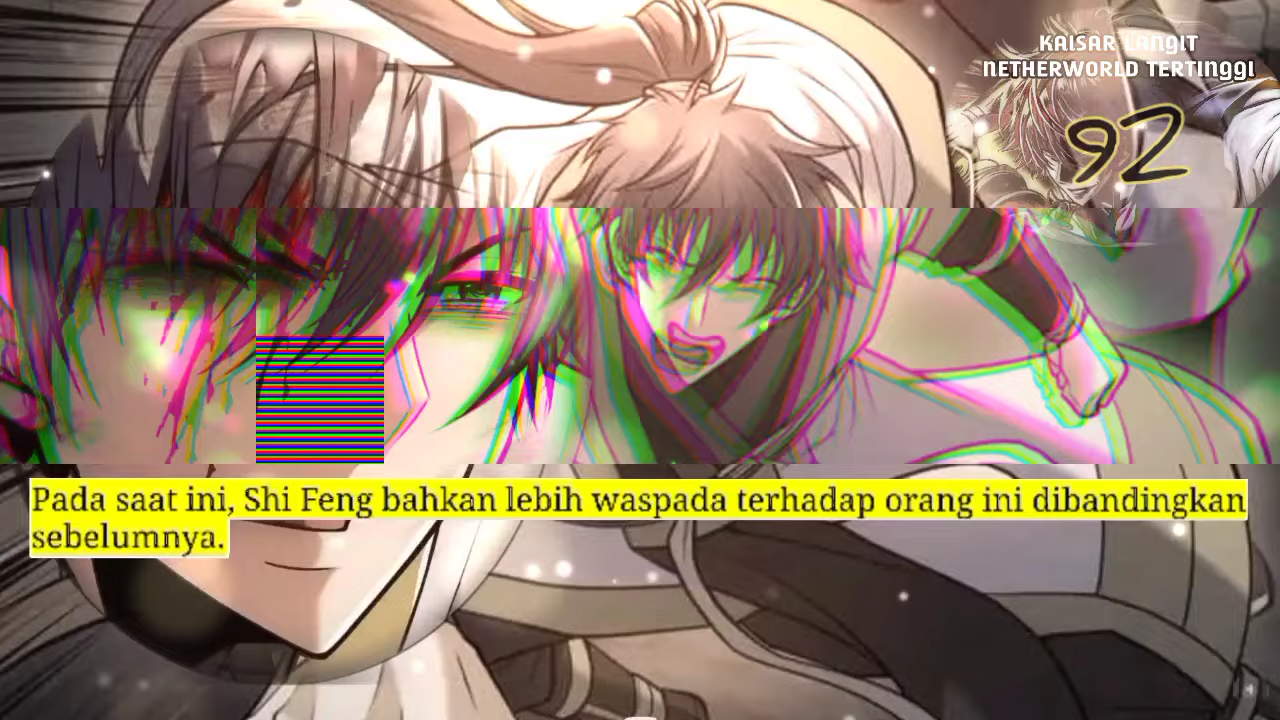 KAISAR LANGIT
NETHERWORLD TERTINGGI
92
Pada saat ini, Shi Feng bahkan lebih waspada terhadap orang ini dibandingkan
sebelumnya.